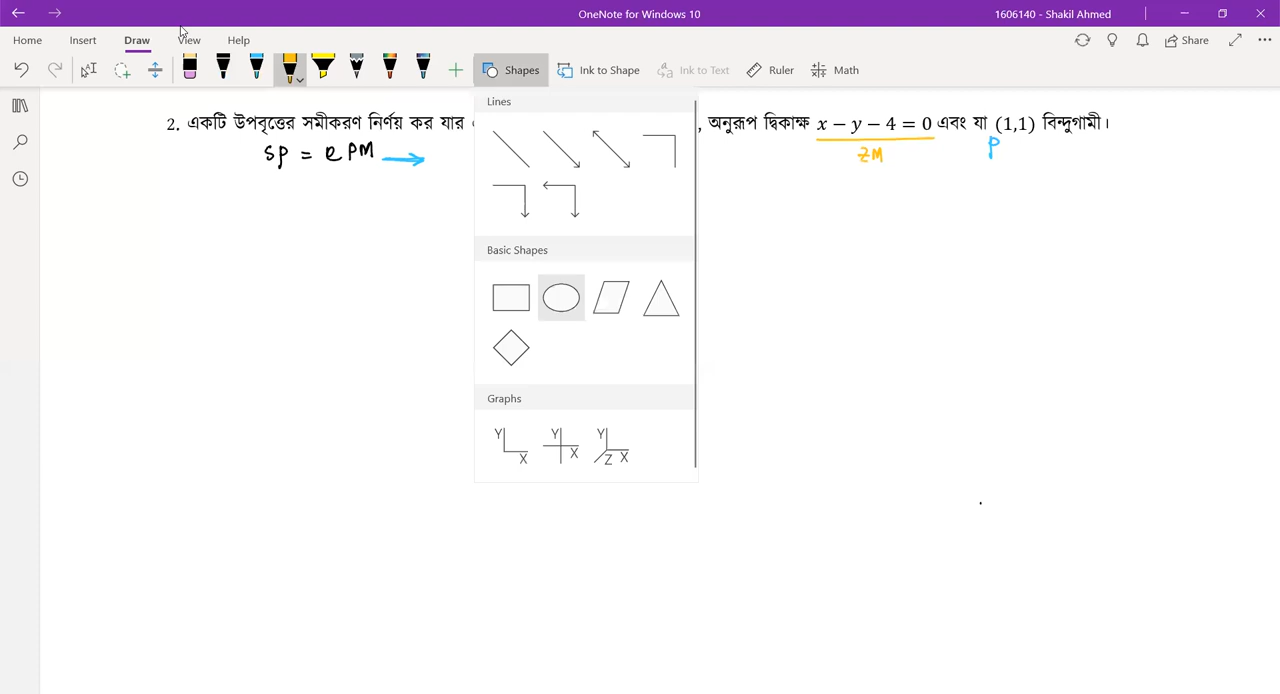 OneNote for Windows 10
1606140 - Shakil Ahmed
Home Insert Draw View Help
Share
Shapes Ink to Shape Ink to Text Ruler Math
Lines
2. একটি উপবৃত্তের সমীকরণ নির্ণয় কর যার
, অনুরূপ দ্বিকাক্ষ x − y − 4 = 0 এবং যা (1,1) বিন্দুগামী।
SP = e PM
ZM
P
Basic Shapes
Graphs
Y X Y X Y Z X